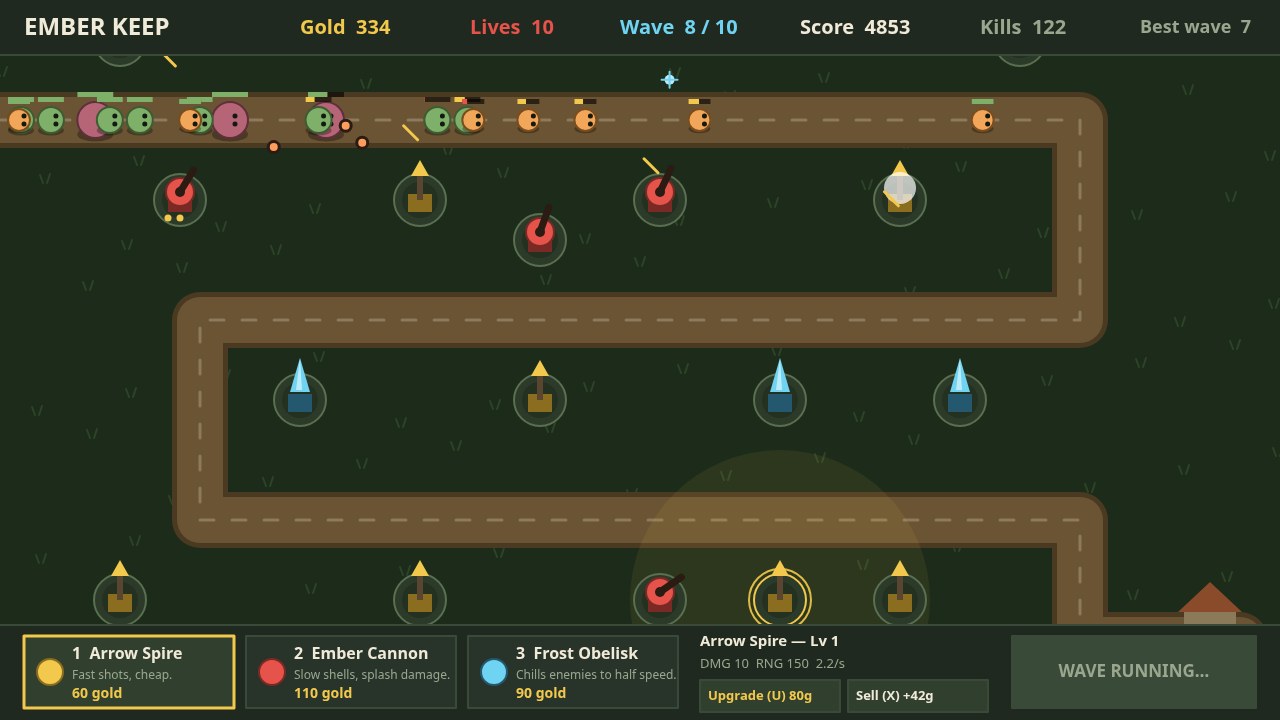 EMBER KEEP
Gold 334
Lives 10
Wave 8 / 10
Score 4853
Kills 122
Best wave 7
1 Arrow Spire
Fast shots, cheap.
60 gold
2 Ember Cannon
Slow shells, splash damage.
110 gold
3 Frost Obelisk
Chills enemies to half speed.
90 gold
Arrow Spire — Lv 1
DMG 10 RNG 150 2.2/s
Upgrade (U) 80g
Sell (X) +42g
WAVE RUNNING...